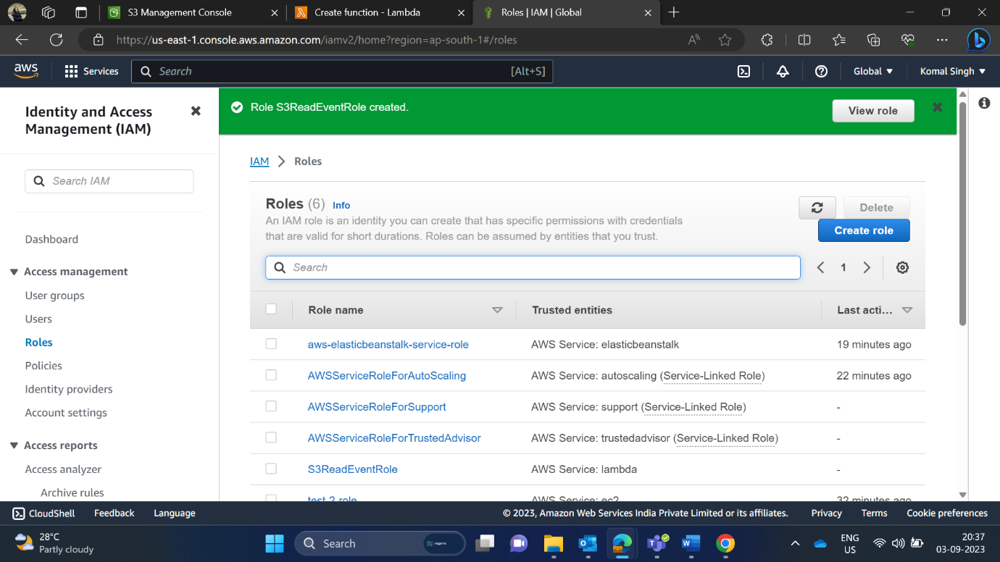 S3 Management Console
Create function - Lambda
Roles | IAM | Global
https://us-east-1.console.aws.amazon.com/iamv2/home?region=ap-south-1#/roles
aws
Services
Search
[Alt+S]
Global
Komal Singh
Identity and Access
Management (IAM)
Search IAM
Dashboard
Access management
User groups
Users
Roles
Policies
Identity providers
Account settings
Access reports
Access analyzer
Archive rules
Role S3ReadEventRole created.
View role
IAM > Roles
Roles (6) Info
An IAM role is an identity you can create that has specific permissions with credentials
that are valid for short durations. Roles can be assumed by entities that you trust.
Delete
Create role
Search
1
Role name Trusted entities Last acti...
aws-elasticbeanstalk-service-role AWS Service: elasticbeanstalk 19 minutes ago
AWSServiceRoleForAutoScaling AWS Service: autoscaling (Service-Linked Role) 22 minutes ago
AWSServiceRoleForSupport AWS Service: support (Service-Linked Role) -
AWSServiceRoleForTrustedAdvisor AWS Service: trustedadvisor (Service-Linked Role) -
S3ReadEventRole AWS Service: lambda -
test-2-role AWS Service: ec2 32 minutes ago
CloudShell Feedback Language © 2023, Amazon Web Services India Private Limited or its affiliates. Privacy Terms Cookie preferences
28°C
Partly cloudy
Search
ENG
US
20:37
03-09-2023